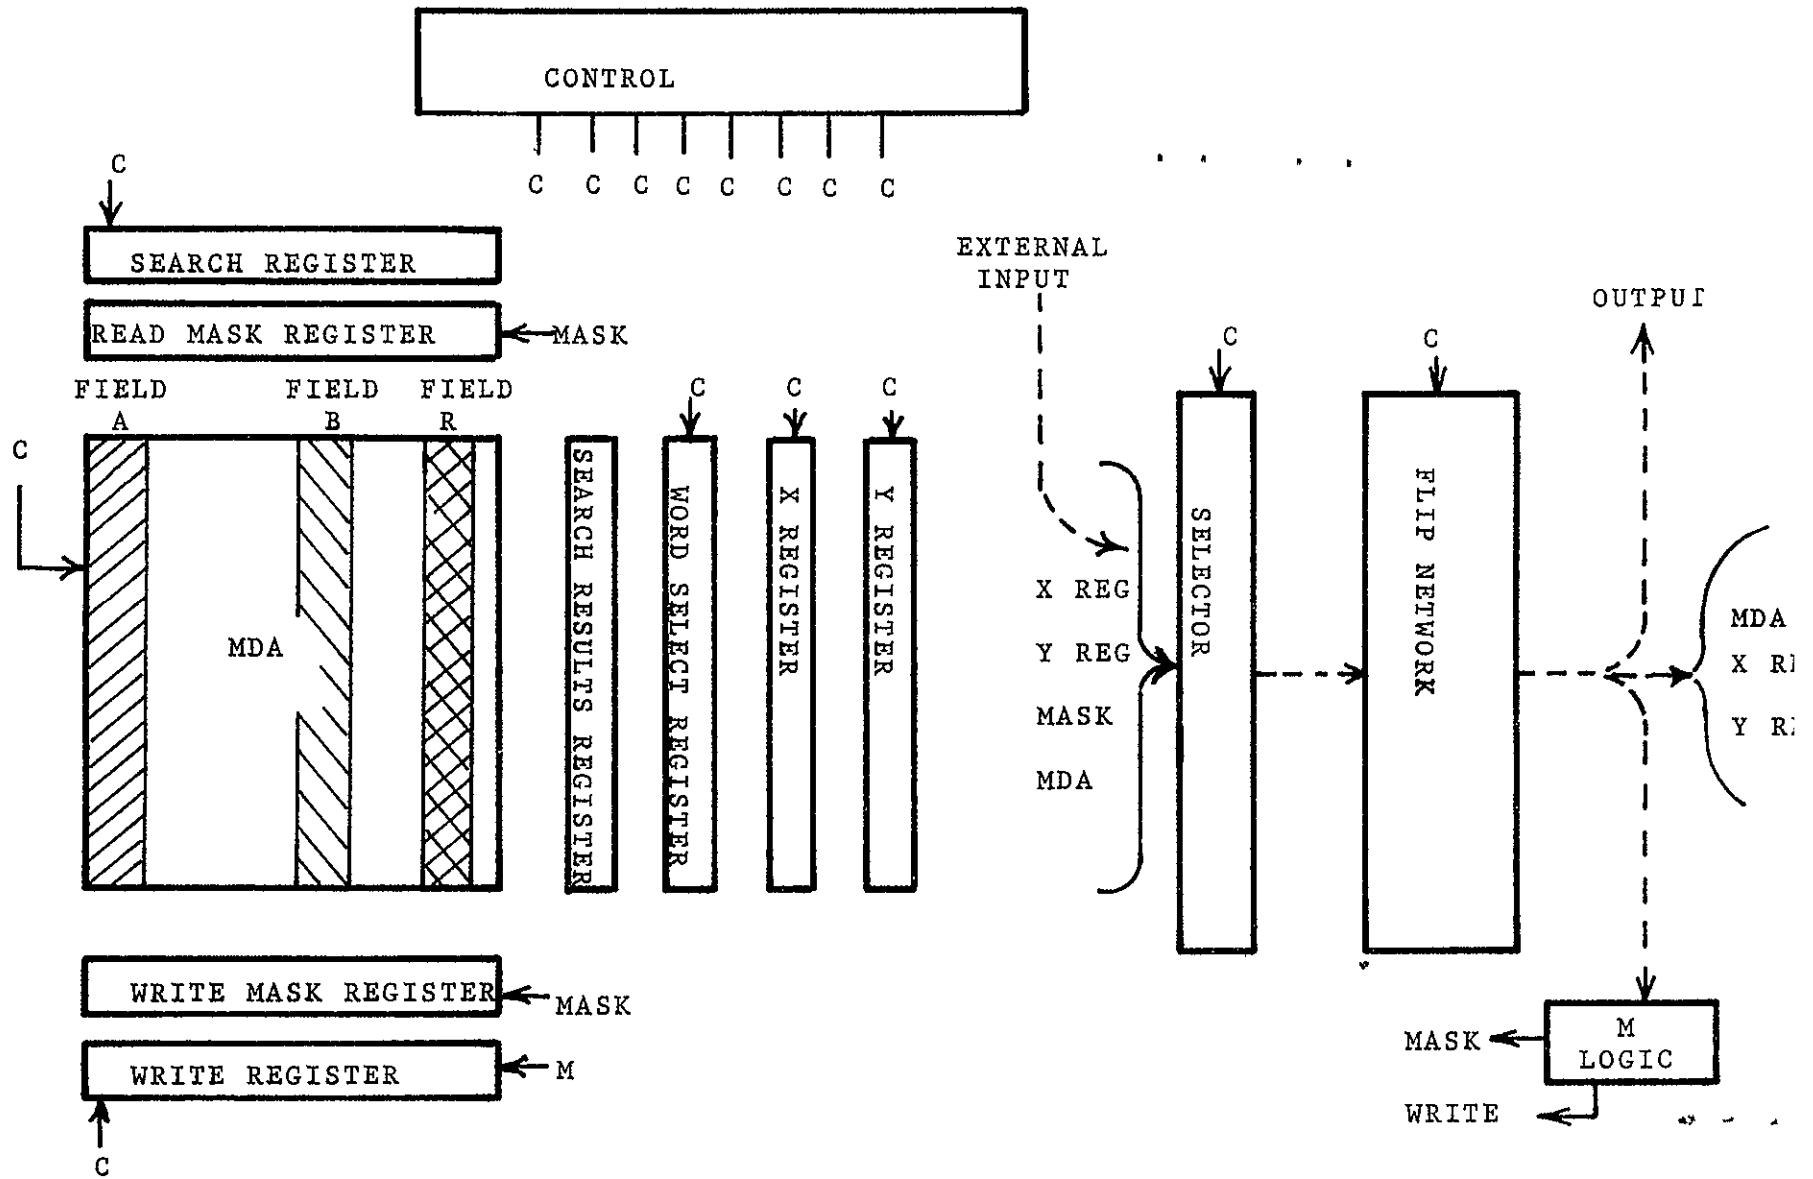 CONTROL
C
C C C C C C C C
SEARCH REGISTER
EXTERNAL
INPUT
READ MASK REGISTER
MASK
OUTPUT
C
C
FIELD
A
FIELD
B
FIELD
R
C
C
C
C
SEARCH RESULTS REGISTER
WORD SELECT REGISTER
X REGISTER
Y REGISTER
SELECTOR
FLIP NETWORK
MDA
X REG
Y REG
MASK
MDA
MDA
X
Y
WRITE MASK REGISTER
MASK
WRITE REGISTER
M
C
M
LOGIC
MASK
WRITE